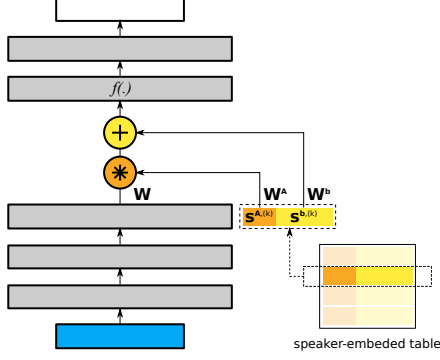 f(.)
+
*
W W^A W^b
s^A,(k) s^b,(k)
speaker-embeded table